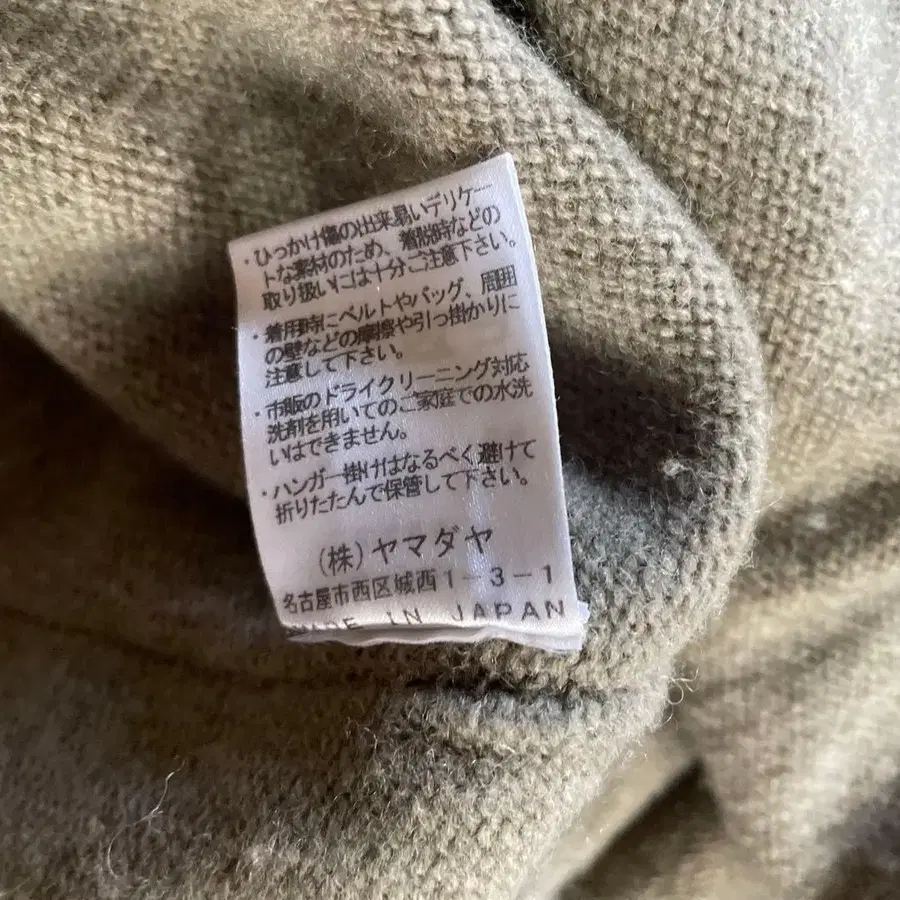 ・ひっかけ傷の出来易いデリケー
トな素材のため、着脱時などの
取り扱いには十分ご注意下さい。
・着用時にベルトやバッグ、周囲
の壁などの摩擦や引っ掛かりに
注意して下さい。
・市販のドライクリーニング対応
洗剤を用いてのご家庭での水洗
いはできません。
・ハンガー掛けはなるべく避けて
折りたたんで保管して下さい。
(株)ヤマダヤ
名古屋市西区城西1-3-1
MADE IN JAPAN